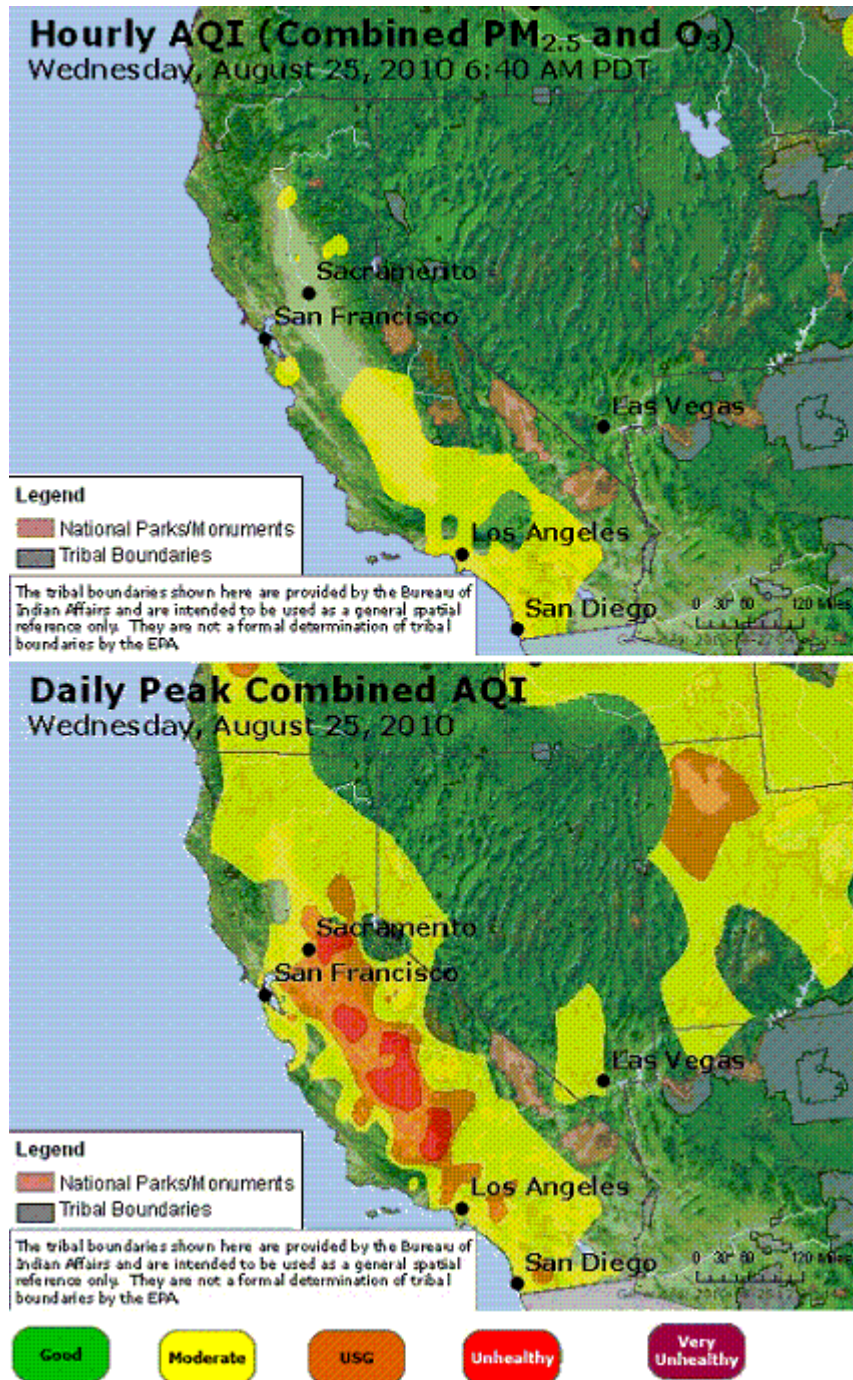 Hourly AQI (Combined PM2.5 and O3)
Wednesday, August 25, 2010 6:40 AM PDT
Sacramento
San Francisco
Las Vegas
Legend
National Parks/Monuments
Tribal Boundaries
Los Angeles
The tribal boundaries shown here are provided by the Bureau of
Indian Affairs and are intended to be used as a general spatial
reference only. They are not a formal determination of tribal
boundaries by the EPA
San Diego
0 30 60 120 Miles
Daily Peak Combined AQI
Wednesday, August 25, 2010
Sacramento
San Francisco
Las Vegas
Legend
National Parks/Monuments
Tribal Boundaries
Los Angeles
The tribal boundaries shown here are provided by the Bureau of
Indian Affairs and are intended to be used as a general spatial
reference only. They are not a formal determination of tribal
boundaries by the EPA
San Diego
0 30 60 120 Miles
Good
Moderate
USG
Unhealthy
Very
Unhealthy